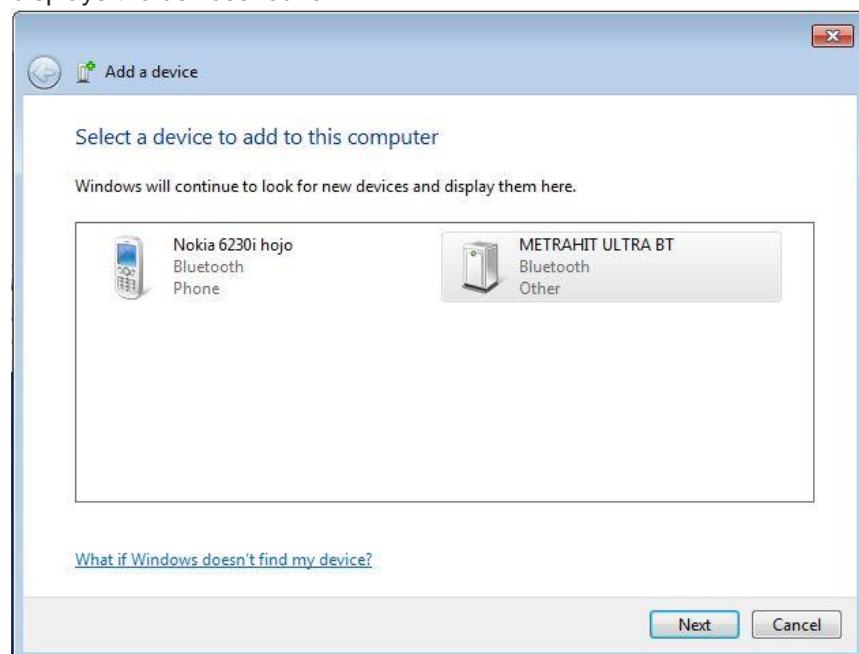 Add a device
Select a device to add to this computer
Windows will continue to look for new devices and display them here.
Nokia 6230i hojo
Bluetooth
Phone
METRAHIT ULTRA BT
Bluetooth
Other
What if Windows doesn't find my device?
Next
Cancel